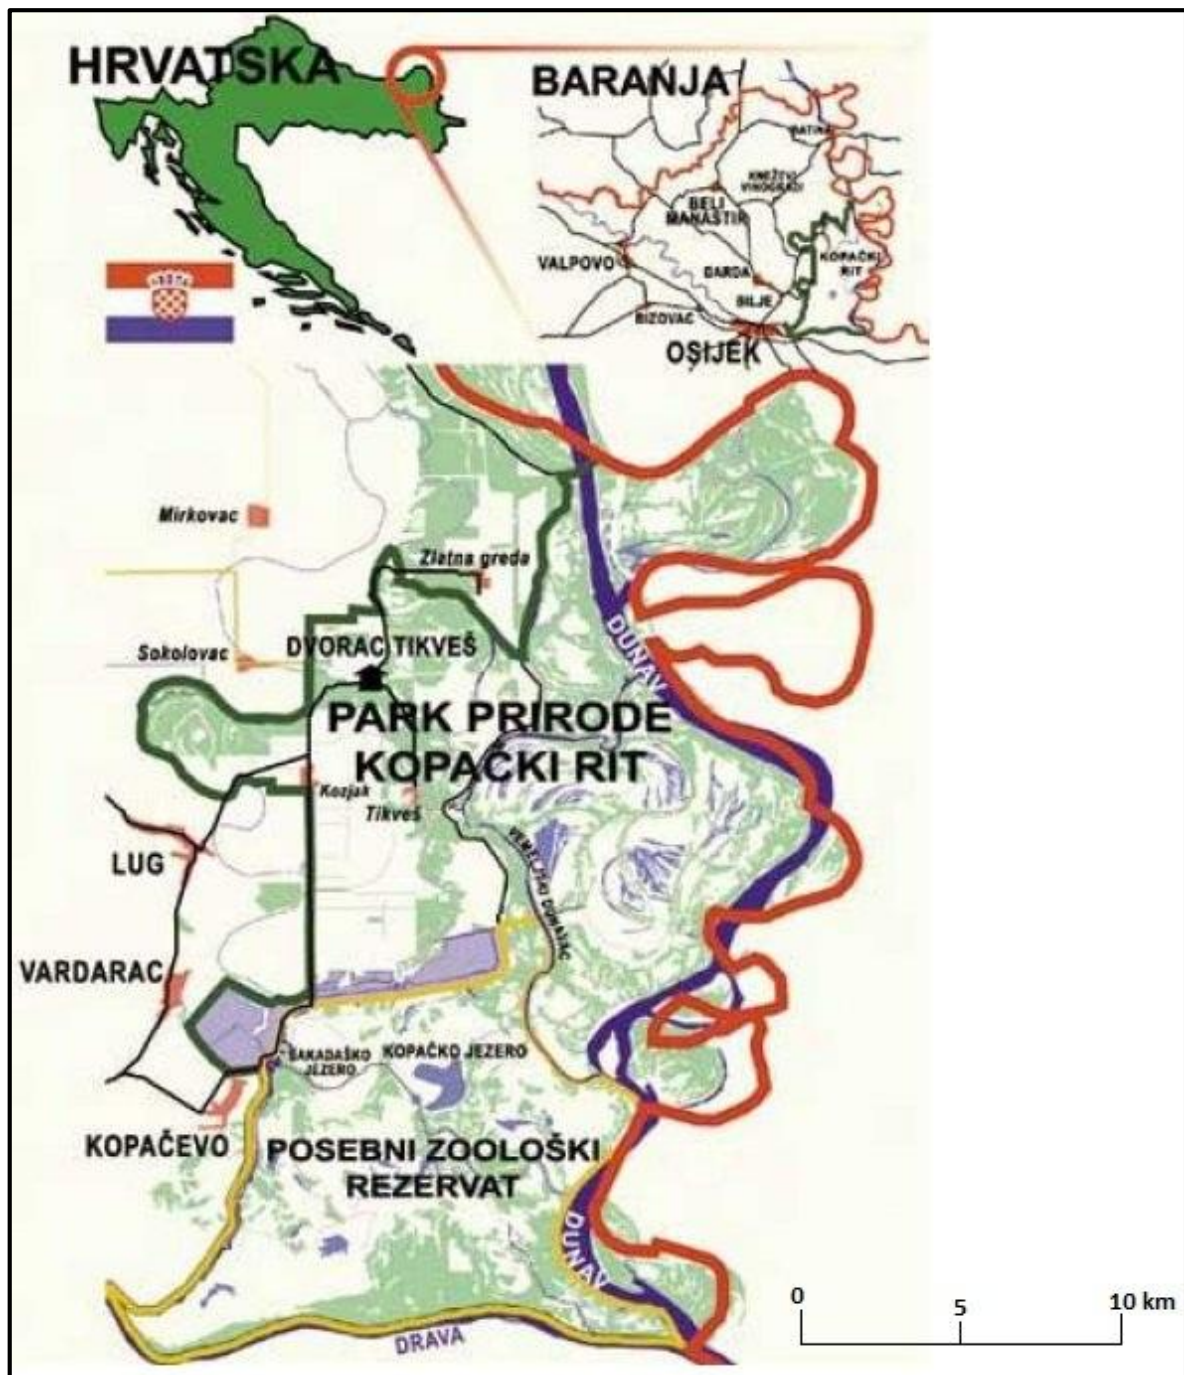 HRVATSKA
BARANJA
BATINA
KNEŽEVI
VINOGRADI
BELI
MANASTIR
VALPOVO
KOPAČKI
RIT
DARDA
BILJE
BIZOVAC
OSIJEK
Mirkovac
Zlatna greda
DUNAV
Sokolovac
DVORAC TIKVEŠ
PARK PRIRODE
KOPAČKI RIT
Kozjak
Tikveš
LUG
VEMELJSKI DUNAVAC
VARDARAC
SAKADAŠKO
JEZERO
KOPAČKO JEZERO
KOPAČEVO
POSEBNI ZOOLOŠKI
REZERVAT
DUNAV
DRAVA
0
5
10 km